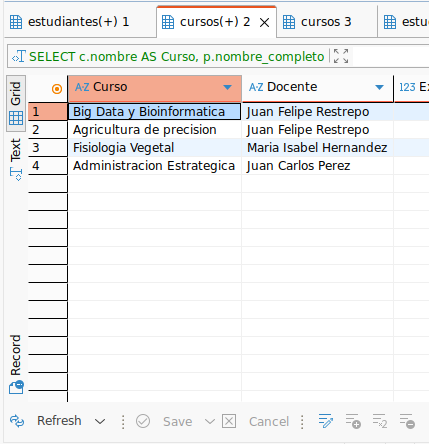 estudiantes(+) 1 cursos(+) 2 cursos 3 estu
SELECT c.nombre AS Curso, p.nombre_completo
Grid A-Z Curso A-Z Docente 123 E
1 Big Data y Bioinformatica Juan Felipe Restrepo
2 Agricultura de precision Juan Felipe Restrepo
3 Fisiologia Vegetal Maria Isabel Hernandez
4 Administracion Estrategica Juan Carlos Perez
Text
Record
Refresh Save Cancel